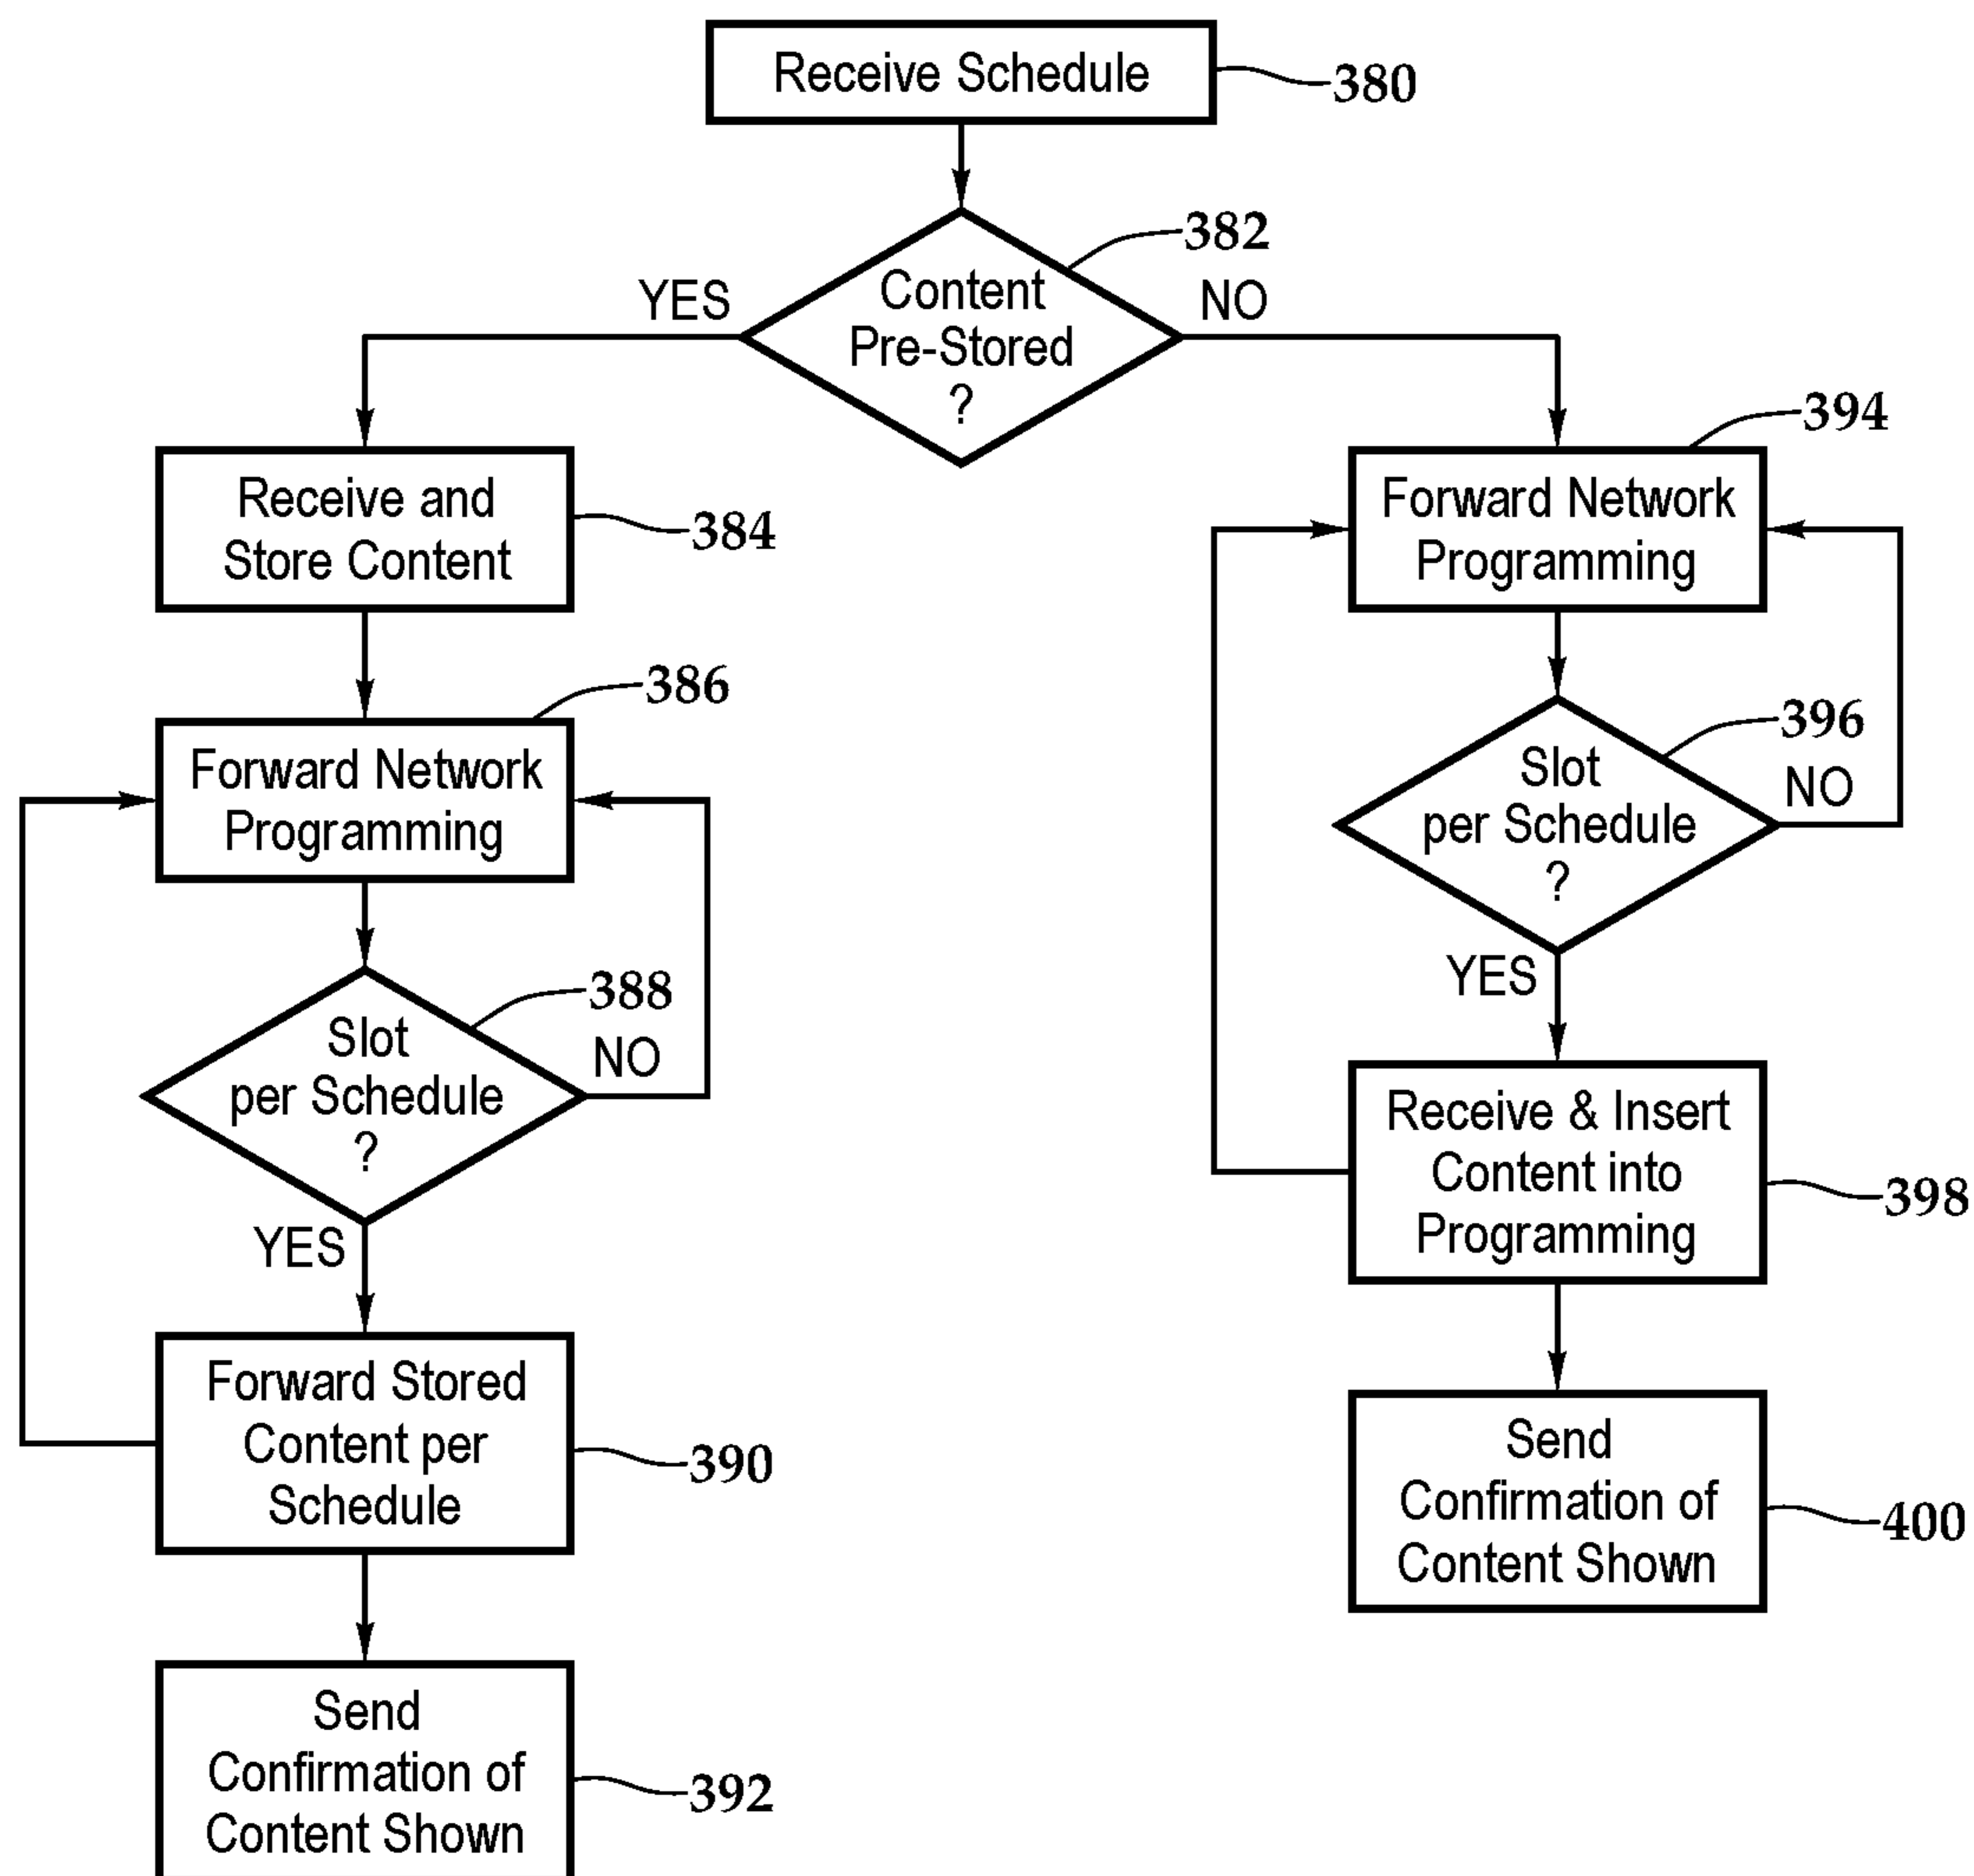 Receive Schedule
380
382
Content
Pre-Stored
?
YES
NO
Receive and
Store Content
384
Forward Network
Programming
386
Slot
per Schedule
?
388
NO
YES
Forward Stored
Content per
Schedule
390
Send
Confirmation of
Content Shown
392
394
Forward Network
Programming
396
Slot
per Schedule
?
NO
YES
Receive & Insert
Content into
Programming
398
Send
Confirmation of
Content Shown
400